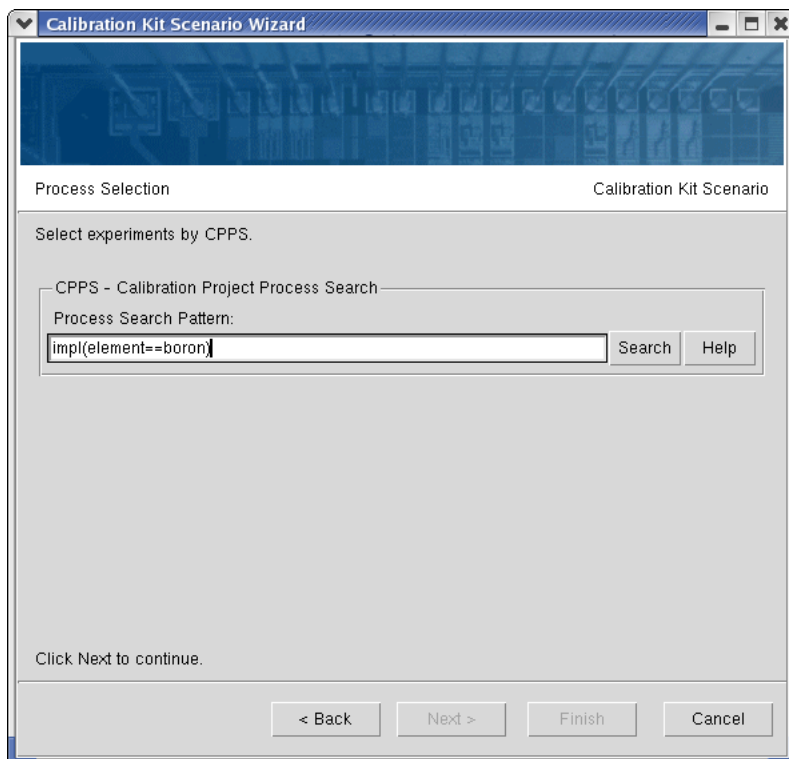 Calibration Kit Scenario Wizard
Process Selection
Calibration Kit Scenario
Select experiments by CPPS.
CPPS - Calibration Project Process Search
Process Search Pattern:
impl(element==boron)
Search
Help
Click Next to continue.
< Back
Next >
Finish
Cancel